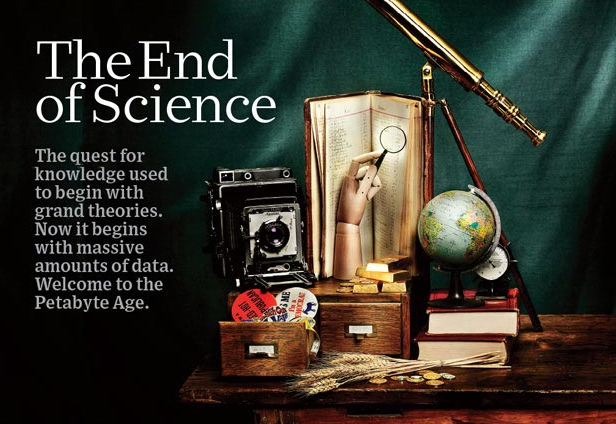 The End
of Science
The quest for
knowledge used
to begin with
grand theories.
Now it begins
with massive
amounts of data.
Welcome to the
Petabyte Age.